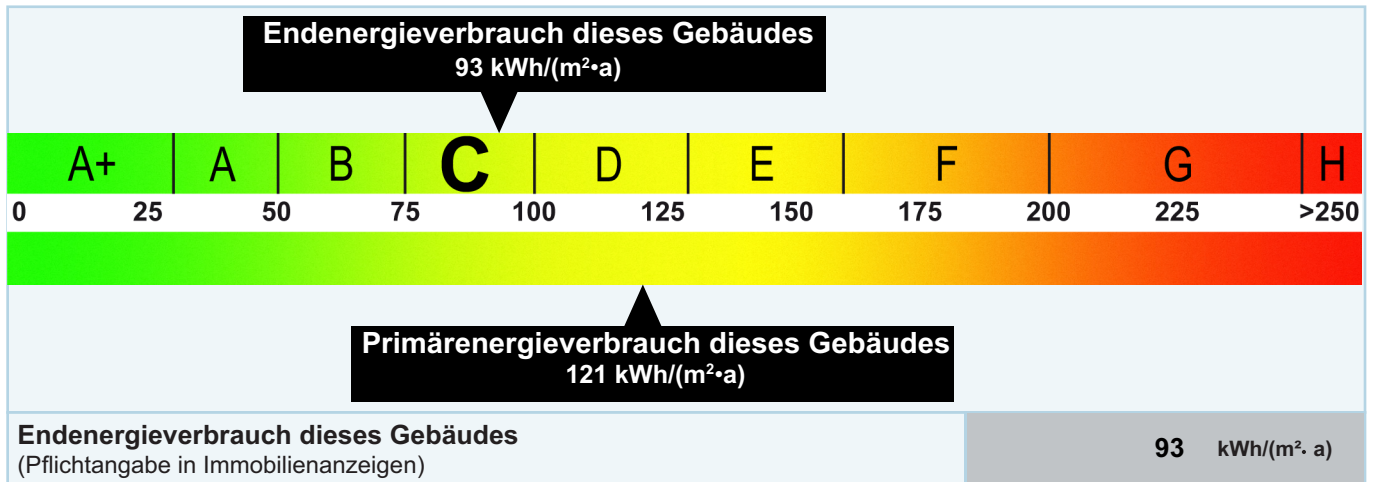 Endenergieverbrauch dieses Gebäudes
93 kWh/(m²•a)
A+ A B C D E F G H
0 25 50 75 100 125 150 175 200 225 >250
Primärenergieverbrauch dieses Gebäudes
121 kWh/(m²•a)
Endenergieverbrauch dieses Gebäudes
(Pflichtangabe in Immobilienanzeigen)
93 kWh/(m²· a)